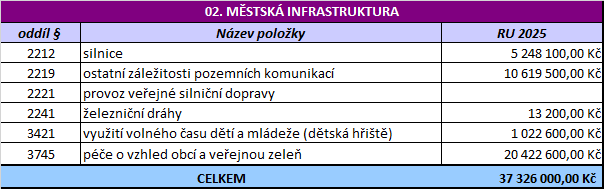 02. MĚSTSKÁ INFRASTRUKTURA
oddíl § Název položky RU 2025
2212 silnice 5 248 100,00 Kč
2219 ostatní záležitosti pozemních komunikací 10 619 500,00 Kč
2221 provoz veřejné silniční dopravy
2241 železniční dráhy 13 200,00 Kč
3421 využití volného času dětí a mládeže (dětská hřiště) 1 022 600,00 Kč
3745 péče o vzhled obcí a veřejnou zeleň 20 422 600,00 Kč
CELKEM 37 326 000,00 Kč